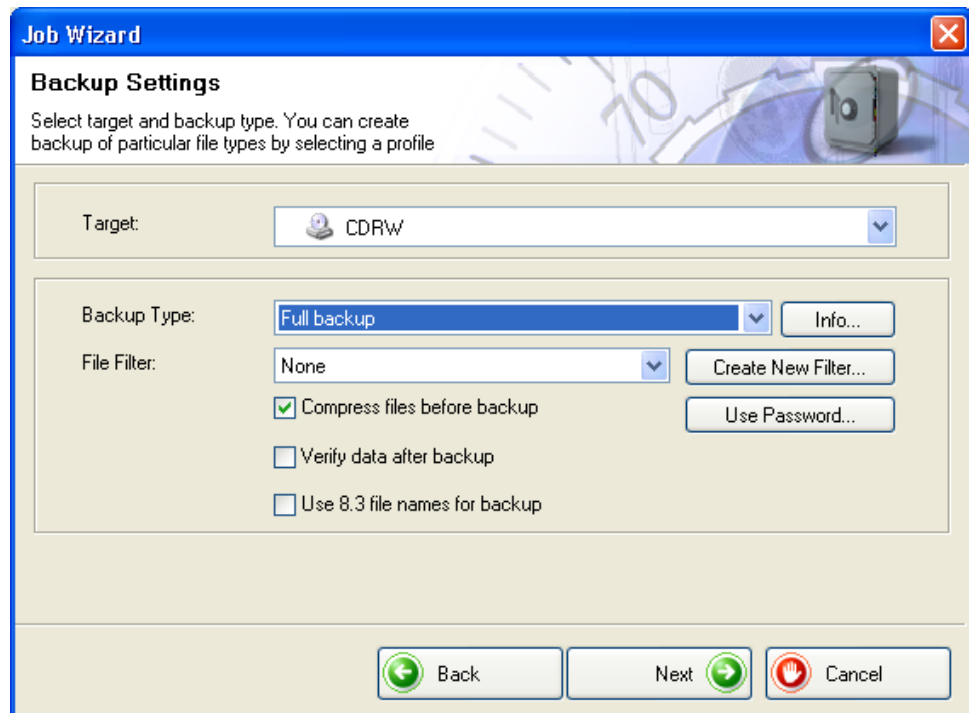 Job Wizard
Backup Settings
Select target and backup type. You can create
backup of particular file types by selecting a profile
70
Target:
CDRW
Backup Type:
Full backup
Info...
File Filter:
None
Create New Filter...
Compress files before backup
Use Password...
Verify data after backup
Use 8.3 file names for backup
Back
Next
Cancel